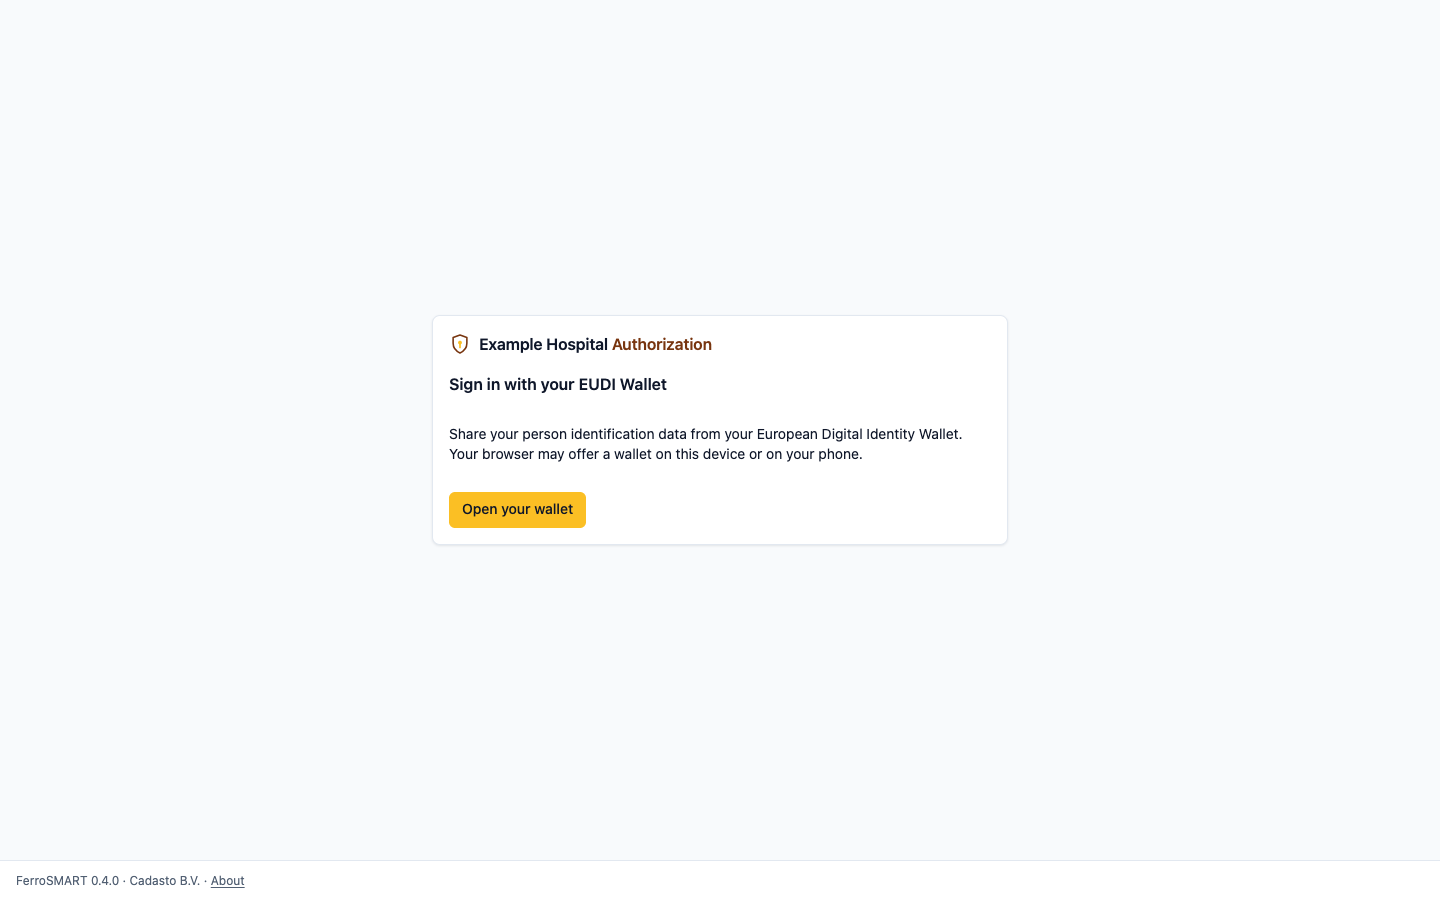 Example Hospital Authorization
Sign in with your EUDI Wallet
Share your person identification data from your European Digital Identity Wallet.
Your browser may offer a wallet on this device or on your phone.
Open your wallet
FerroSMART 0.4.0 · Cadasto B.V. · About